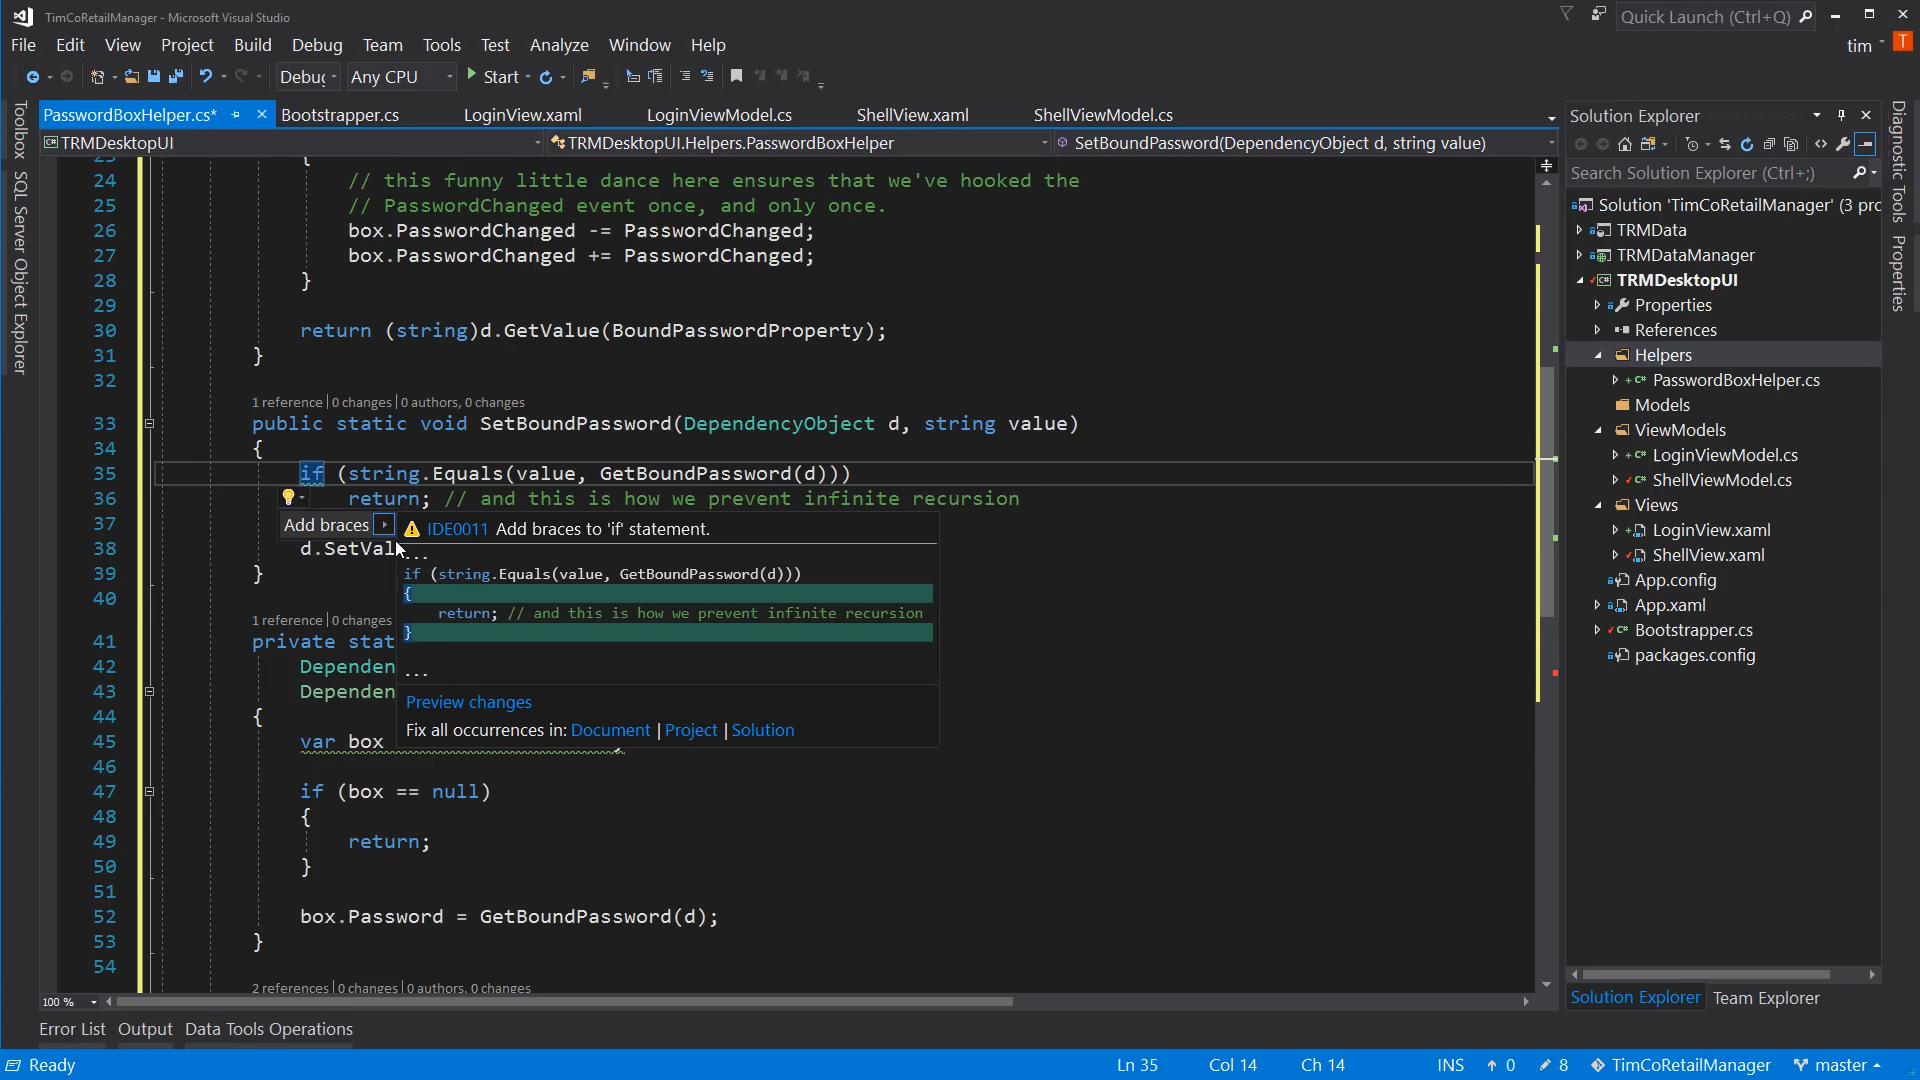 TimCoRetailManager - Microsoft Visual Studio
Quick Launch (Ctrl+Q)
File Edit View Project Build Debug Team Tools Test Analyze Window Help
tim T
Debug Any CPU Start
PasswordBoxHelper.cs* Bootstrapper.cs LoginView.xaml LoginViewModel.cs ShellView.xaml ShellViewModel.cs
TRMDesktopUI TRMDesktopUI.Helpers.PasswordBoxHelper SetBoundPassword(DependencyObject d, string value)
Toolbox
SQL Server Object Explorer
{
24 // this funny little dance here ensures that we've hooked the
25 // PasswordChanged event once, and only once.
26 box.PasswordChanged -= PasswordChanged;
27 box.PasswordChanged += PasswordChanged;
28 }
29
30 return (string)d.GetValue(BoundPasswordProperty);
31 }
32
1 reference | 0 changes | 0 authors, 0 changes
33 public static void SetBoundPassword(DependencyObject d, string value)
34 {
35 if (string.Equals(value, GetBoundPassword(d)))
36 return; // and this is how we prevent infinite recursion
37
38 d.SetVal
39 }
40
1 reference | 0 changes
41 private stat
42 Dependen
43 Dependen
44 {
45 var box
46
47 if (box == null)
48 {
49 return;
50 }
51
52 box.Password = GetBoundPassword(d);
53 }
54
2 references | 0 changes | 0 authors, 0 changes
Add braces
IDE0011 Add braces to 'if' statement.
...
if (string.Equals(value, GetBoundPassword(d)))
{
return; // and this is how we prevent infinite recursion
}
...
Preview changes
Fix all occurrences in: Document | Project | Solution
100 %
Solution Explorer
Search Solution Explorer (Ctrl+;)
Solution 'TimCoRetailManager' (3 pro
TRMData
TRMDataManager
TRMDesktopUI
Properties
References
Helpers
PasswordBoxHelper.cs
Models
ViewModels
LoginViewModel.cs
ShellViewModel.cs
Views
LoginView.xaml
ShellView.xaml
App.config
App.xaml
Bootstrapper.cs
packages.config
Solution Explorer Team Explorer
Diagnostic Tools
Properties
Error List Output Data Tools Operations
Ready Ln 35 Col 14 Ch 14 INS 0 8 TimCoRetailManager master